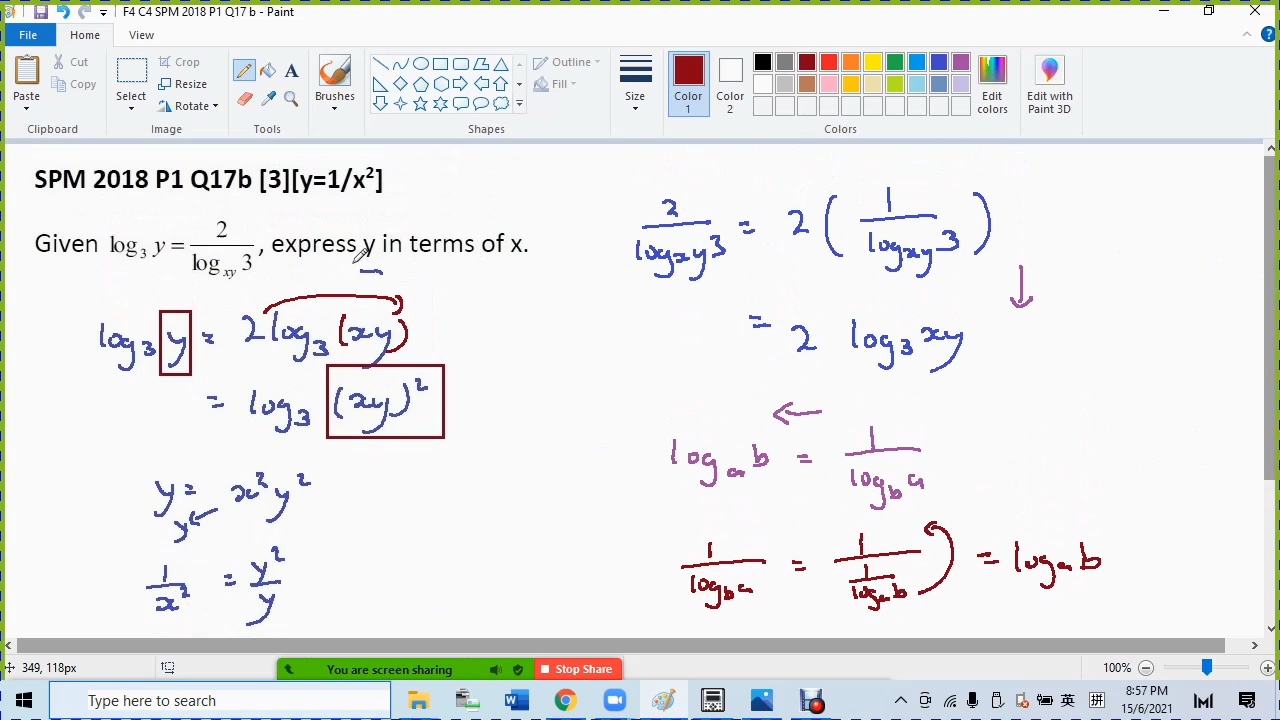 F4 C4 SPM 2018 P1 Q17 b - Paint
File Home View
Paste
Cut
Copy
Clipboard
Select
Crop
Resize
Rotate
Image
A
Tools
Brushes
Outline
Fill
Shapes
Size
Color 1
Color 2
Colors
Edit colors
Edit with Paint 3D
SPM 2018 P1 Q17b [3][y=1/x²]
Given log₃ y = 2/log_xy 3, express y in terms of x.
log₃ y = 2log₃ (xy)
= log₃ (xy)²
y = x²y²
y
1/x² = y²/y
2/log_xy 3 = 2(1/log_xy 3)
= 2 log₃ xy
log_a b = 1/log_b a
1/log_b a = 1/(1/log_a b) = log_a b
349, 118px
100%
You are screen sharing
Stop Share
Type here to search
英
拼
8:57 PM
15/6/2021